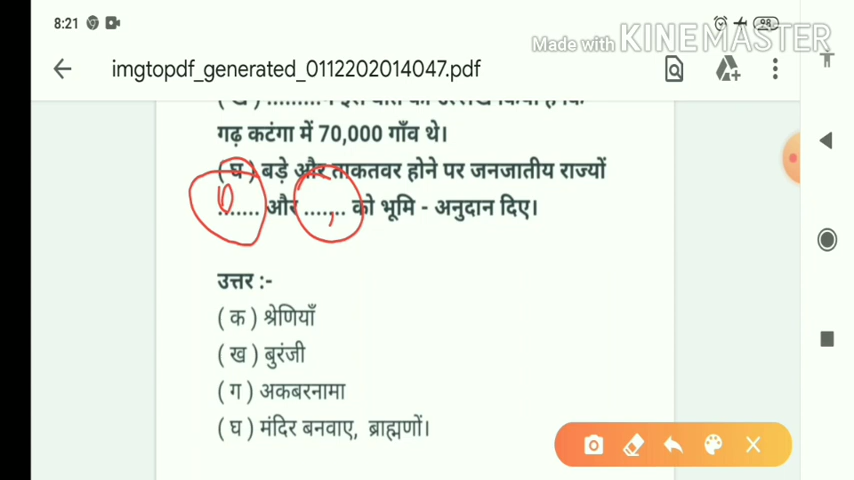 8:21
98
Made with KINEMASTER
imgtopdf_generated_0112202014047.pdf
गढ़ कटंगा में 70,000 गाँव थे।
( घ ) बड़े और ताकतवर होने पर जनजातीय राज्यों
....... और ....... को भूमि - अनुदान दिए।
उत्तर :-
( क ) श्रेणियाँ
( ख ) बुरंजी
( ग ) अकबरनामा
( घ ) मंदिर बनवाए, ब्राह्मणों।